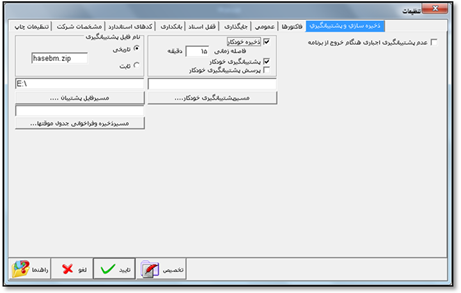 تنظیمات
ذخیره سازی و پشتیبانگیری
فاکتورها
عمومی
جایگذاری
قفل اسناد
بانکداری
کدهای استاندارد
مشخصات شرکت
تنظیمات چاپ
عدم پشتیبانگیری اجباری هنگام خروج از برنامه
ذخیره خودکار
فاصله زمانی ۱۵ دقیقه
پشتیبانگیری خودکار
پرسش پشتیبانگیری خودکار
مسیرپشتیبانگیری خودکار....
نام فایل پشتیبانگیری
تاریخی
hasebm.zip
ثابت
E:\
مسیرفایل پشتیبان ....
مسیرذخیره وفراخوانی جدول موقتها...
تخصیص
تایید
لغو
راهنما